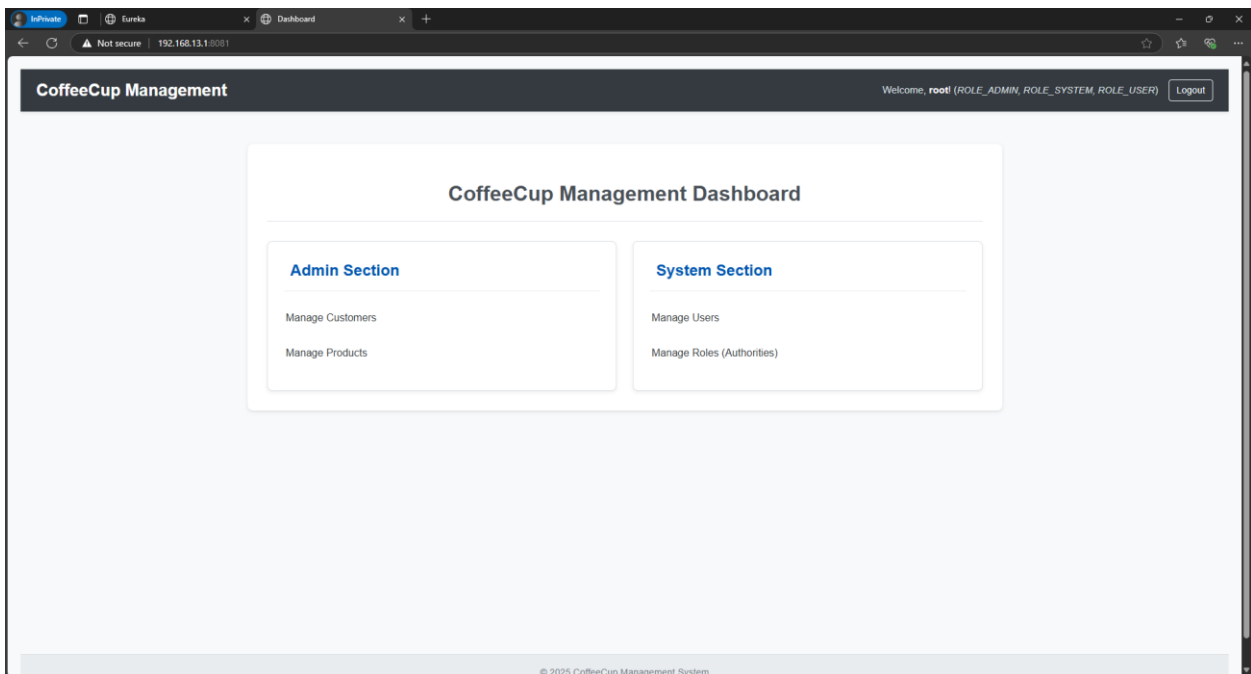 InPrivate
Eureka
Dashboard
Not secure 192.168.13.1:8081
CoffeeCup Management
Welcome, root! (ROLE_ADMIN, ROLE_SYSTEM, ROLE_USER) Logout
CoffeeCup Management Dashboard
Admin Section
Manage Customers
Manage Products
System Section
Manage Users
Manage Roles (Authorities)
© 2025 CoffeeCup Management System